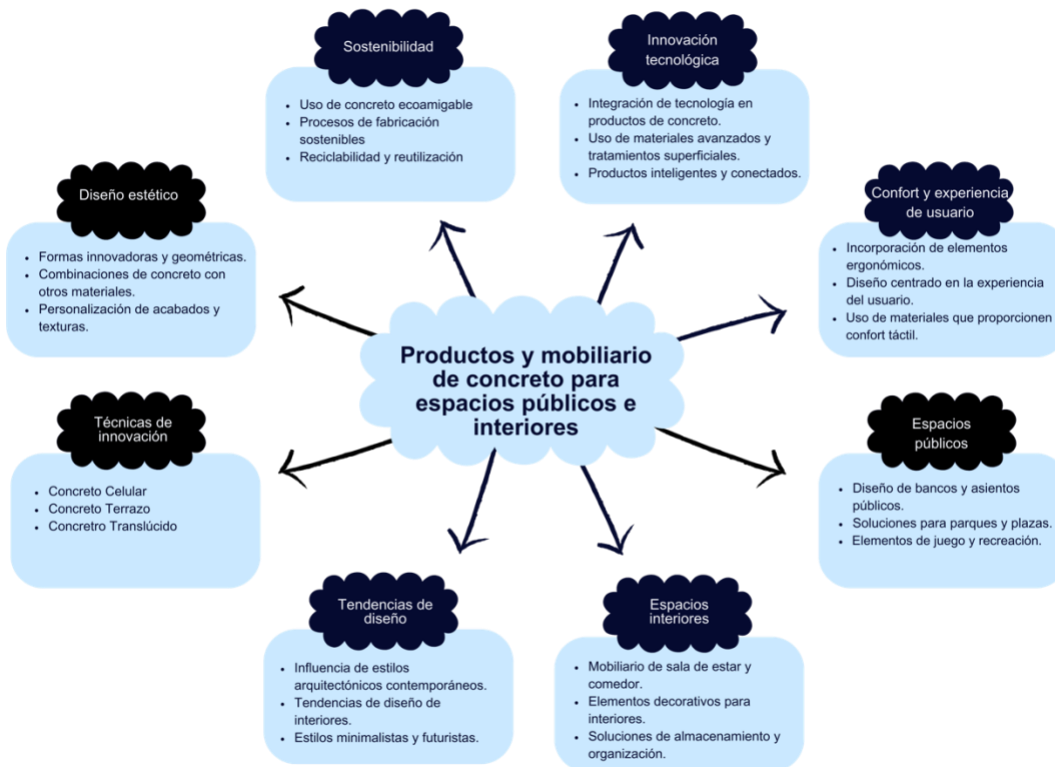 Sostenibilidad
• Uso de concreto ecoamigable
• Procesos de fabricación
sostenibles
• Reciclabilidad y reutilización
Innovación
tecnológica
• Integración de tecnología en
productos de concreto.
• Uso de materiales avanzados y
tratamientos superficiales.
• Productos inteligentes y conectados.
Diseño estético
• Formas innovadoras y geométricas.
• Combinaciones de concreto con
otros materiales.
• Personalización de acabados y
texturas.
Confort y experiencia
de usuario
• Incorporación de elementos
ergonómicos.
• Diseño centrado en la experiencia
del usuario.
• Uso de materiales que proporcionen
confort táctil.
Productos y mobiliario
de concreto para
espacios públicos e
interiores
Técnicas de
innovación
• Concreto Celular
• Concreto Terrazo
• Concretro Translúcido
Espacios
públicos
• Diseño de bancos y asientos
públicos.
• Soluciones para parques y plazas.
• Elementos de juego y recreación.
Tendencias de
diseño
• Influencia de estilos
arquitectónicos contemporáneos.
• Tendencias de diseño de
interiores.
• Estilos minimalistas y futuristas.
Espacios
interiores
• Mobiliario de sala de estar y
comedor.
• Elementos decorativos para
interiores.
• Soluciones de almacenamiento y
organización.